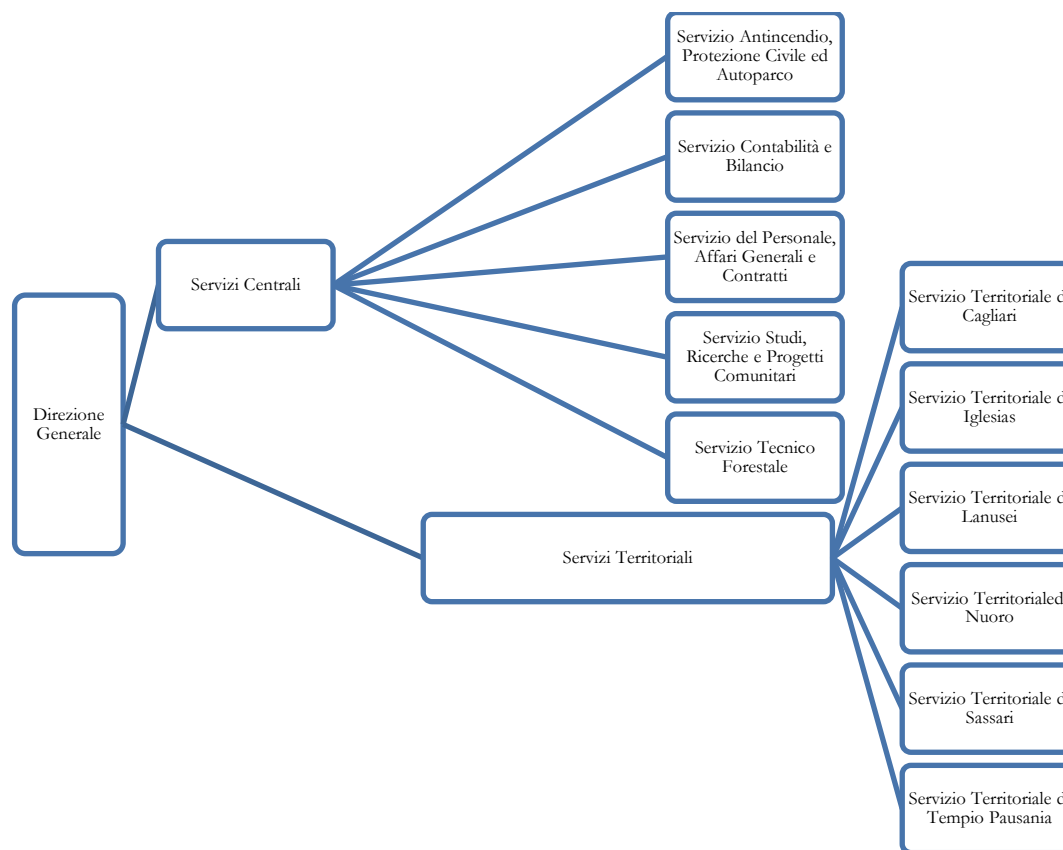 Servizio Antincendio,
Protezione Civile ed
Autoparco
Servizio Contabilità e
Bilancio
Servizio del Personale,
Affari Generali e
Contratti
Servizio Studi,
Ricerche e Progetti
Comunitari
Servizio Tecnico
Forestale
Servizi Centrali
Direzione
Generale
Servizi Territoriali
Servizio Territoriale d
Cagliari
Servizio Territoriale d
Iglesias
Servizio Territoriale d
Lanusei
Servizio Territorialed
Nuoro
Servizio Territoriale d
Sassari
Servizio Territoriale d
Tempio Pausania